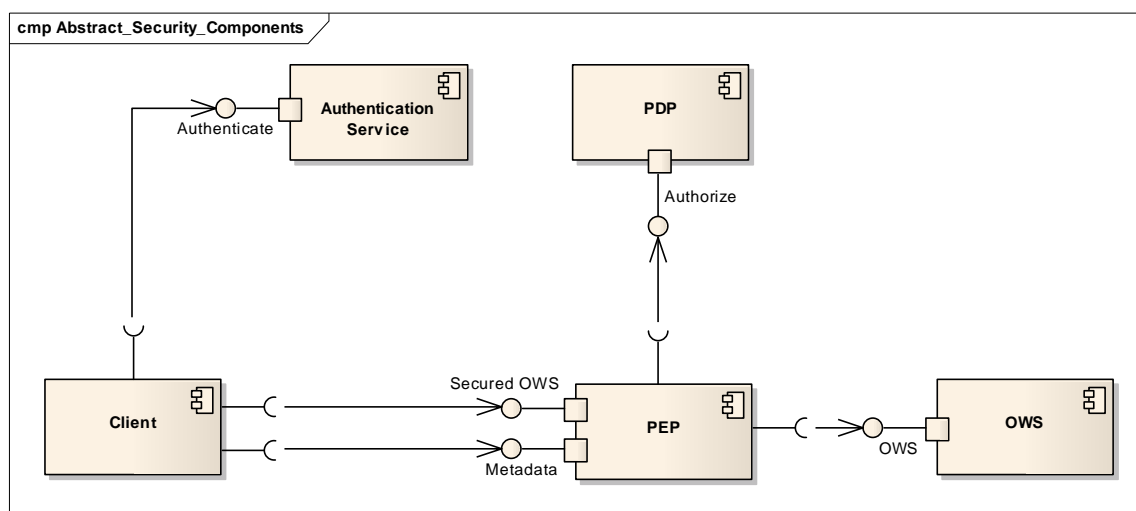 cmp Abstract_Security_Components
Authenticate
Authentication
Service
PDP
Authorize
Client
Secured OWS
Metadata
PEP
OWS
OWS